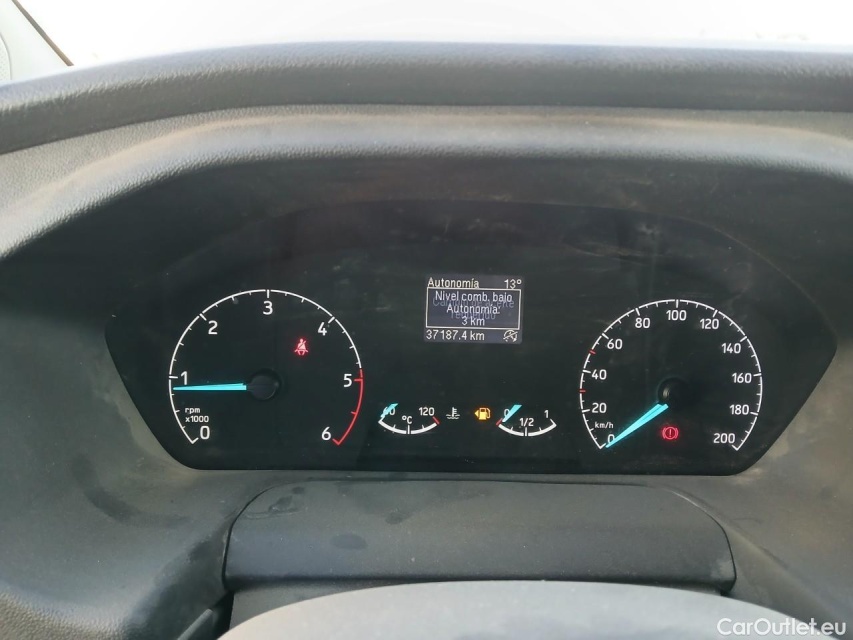 Autonomía 13°
Nivel comb. bajo
Autonomía:
3 km
37187.4 km
0 1 2 3 4 5 6
rpm
x1000
60 120
°C
0 1/2 1
0 20 40 60 80 100 120 140 160 180 200
km/h
CarOutlet.eu